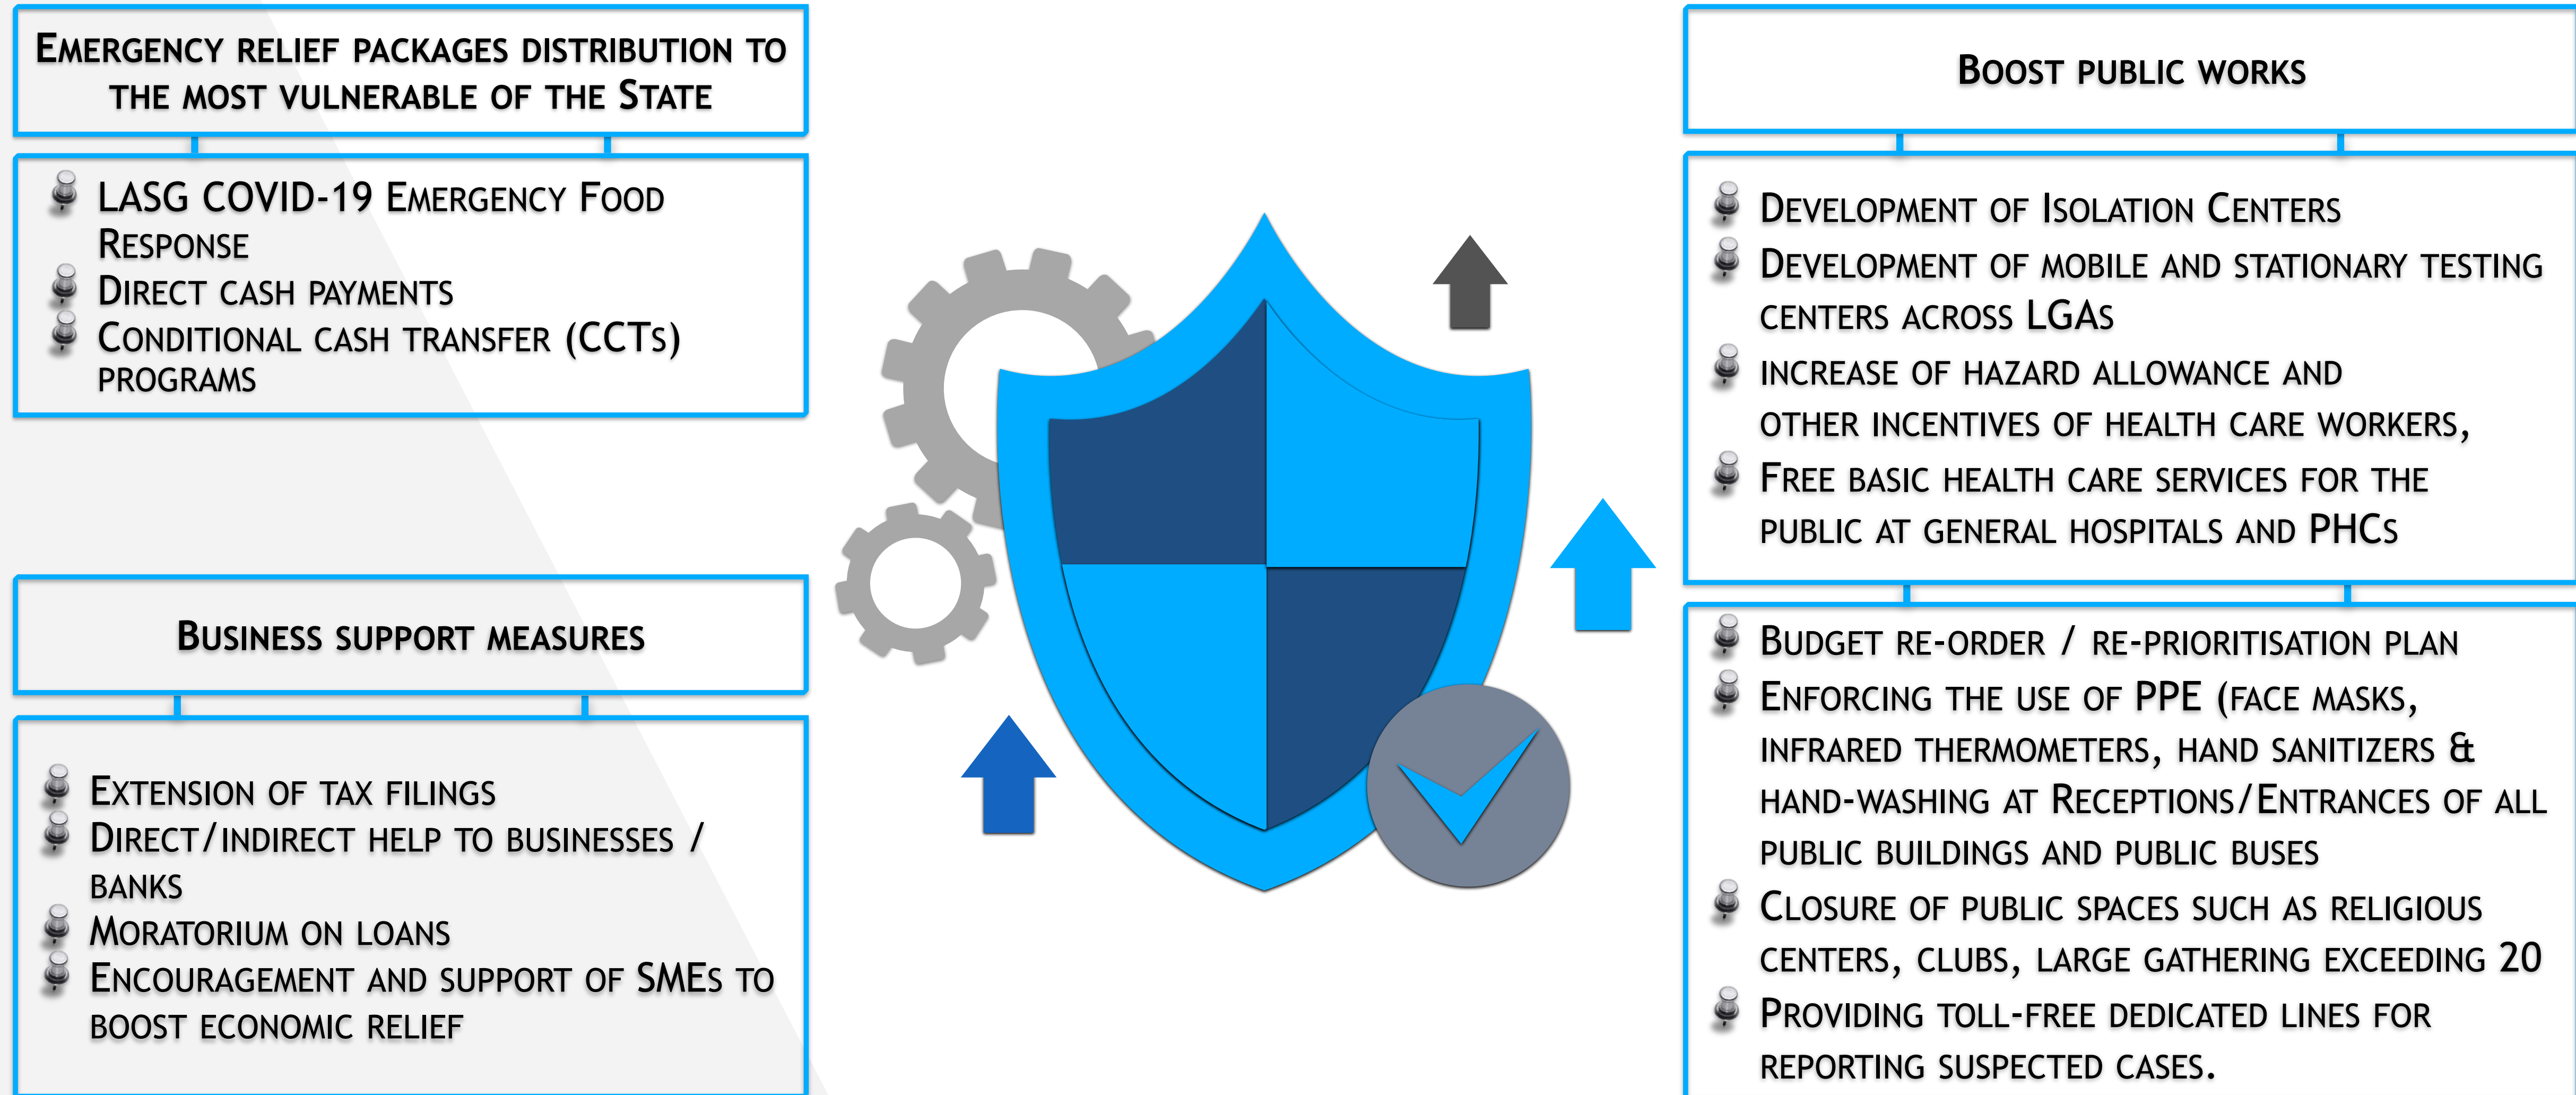 Emergency relief packages distribution to
the most vulnerable of the State
LASG COVID-19 Emergency Food
Response
Direct cash payments
Conditional cash transfer (CCTs)
programs
Business support measures
Extension of tax filings
Direct/indirect help to businesses /
banks
Moratorium on loans
Encouragement and support of SMEs to
boost economic relief
Boost public works
Development of Isolation Centers
Development of mobile and stationary testing
centers across LGAs
increase of hazard allowance and
other incentives of health care workers,
Free basic health care services for the
public at general hospitals and PHCs
Budget re-order / re-prioritisation plan
Enforcing the use of PPE (face masks,
infrared thermometers, hand sanitizers &
hand-washing at Receptions/Entrances of all
public buildings and public buses
Closure of public spaces such as religious
centers, clubs, large gathering exceeding 20
Providing toll-free dedicated lines for
reporting suspected cases.